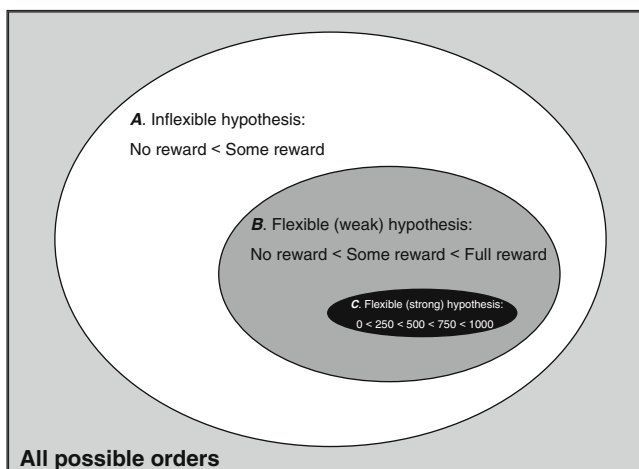 A. Inflexible hypothesis:
No reward < Some reward
B. Flexible (weak) hypothesis:
No reward < Some reward < Full reward
C. Flexible (strong) hypothesis:
0 < 250 < 500 < 750 < 1000
All possible orders